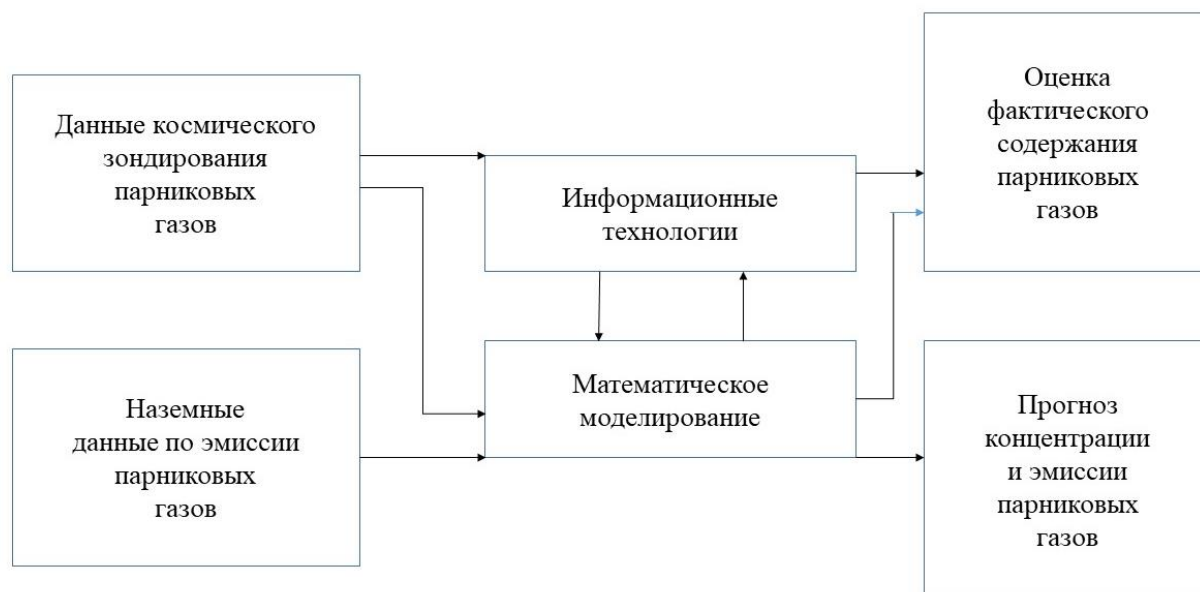 Данные космического
зондирования
парниковых
газов
Наземные
данные по эмиссии
парниковых
газов
Информационные
технологии
Математическое
моделирование
Оценка
фактического
содержания
парниковых
газов
Прогноз
концентрации
и эмиссии
парниковых
газов